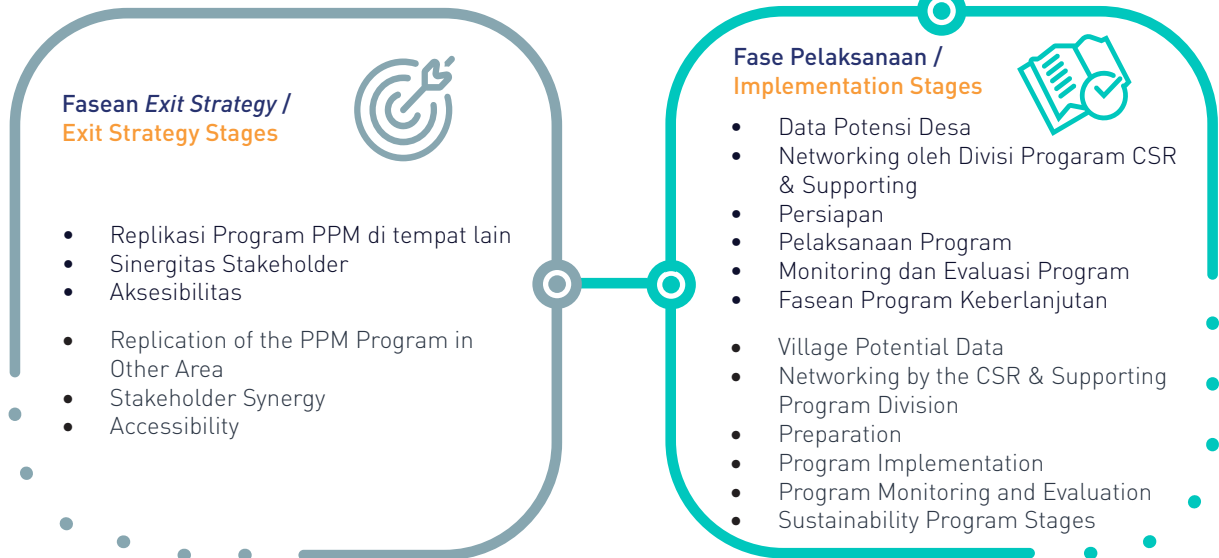 Fasean Exit Strategy /
Exit Strategy Stages
• Replikasi Program PPM di tempat lain
• Sinergitas Stakeholder
• Aksesibilitas
• Replication of the PPM Program in
Other Area
• Stakeholder Synergy
• Accessibility
Fase Pelaksanaan /
Implementation Stages
• Data Potensi Desa
• Networking oleh Divisi Progaram CSR
& Supporting
• Persiapan
• Pelaksanaan Program
• Monitoring dan Evaluasi Program
• Fasean Program Keberlanjutan
• Village Potential Data
• Networking by the CSR & Supporting
Program Division
• Preparation
• Program Implementation
• Program Monitoring and Evaluation
• Sustainability Program Stages